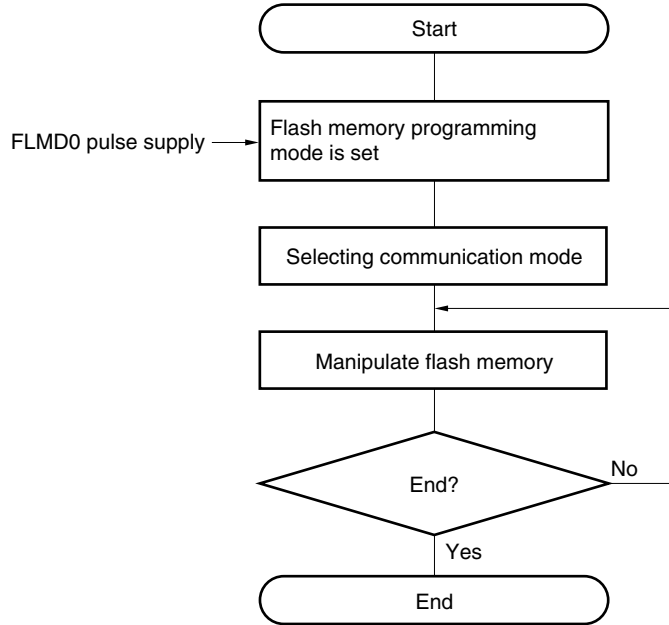 Start
FLMD0 pulse supply
Flash memory programming
mode is set
Selecting communication mode
Manipulate flash memory
End?
No
Yes
End